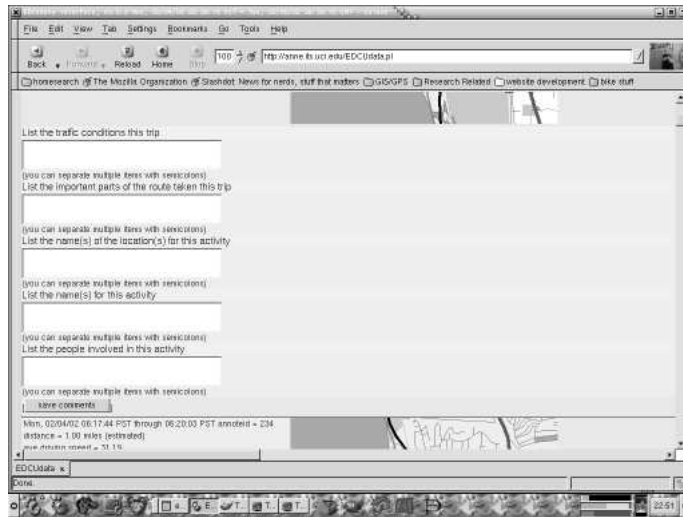 File Edit View Tab Settings Bookmarks Go Tools Help
Back Forward Reload Home Stop 100 http://anne.its.uci.edu/EDCUdata.pl
homesearch The Mozilla Organization Slashdot News for nerds, stuff that matters GIS/GPS Research Related website development bike stuff
List the traffic conditions this trip
(you can separate multiple items with semicolons)
List the important parts of the route taken this trip
(you can separate multiple items with semicolons)
List the name(s) of the location(s) for this activity
(you can separate multiple items with semicolons)
List the name(s) for this activity
(you can separate multiple items with semicolons)
List the people involved in this activity
(you can separate multiple items with semicolons)
save comments
Mon, 02/04/02 06:17:44 PST through 06:20:03 PST annoteid = 234
distance = 1.00 miles (estimated)
ave driving speed =
EDCUdata
Done.
E. T. T. T.
22:51